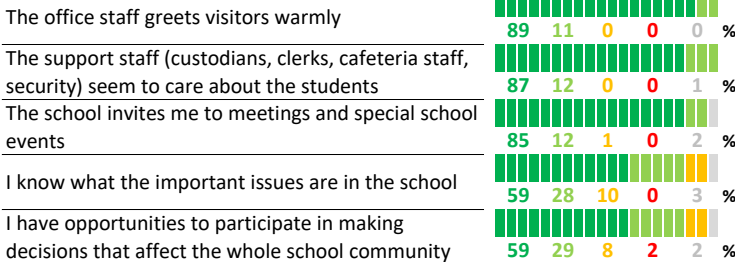 The office staff greets visitors warmly
89 11 0 0 0 %
The support staff (custodians, clerks, cafeteria staff,
security) seem to care about the students
87 12 0 0 1 %
The school invites me to meetings and special school
events
85 12 1 0 2 %
I know what the important issues are in the school
59 28 10 0 3 %
I have opportunities to participate in making
decisions that affect the whole school community
59 29 8 2 2 %